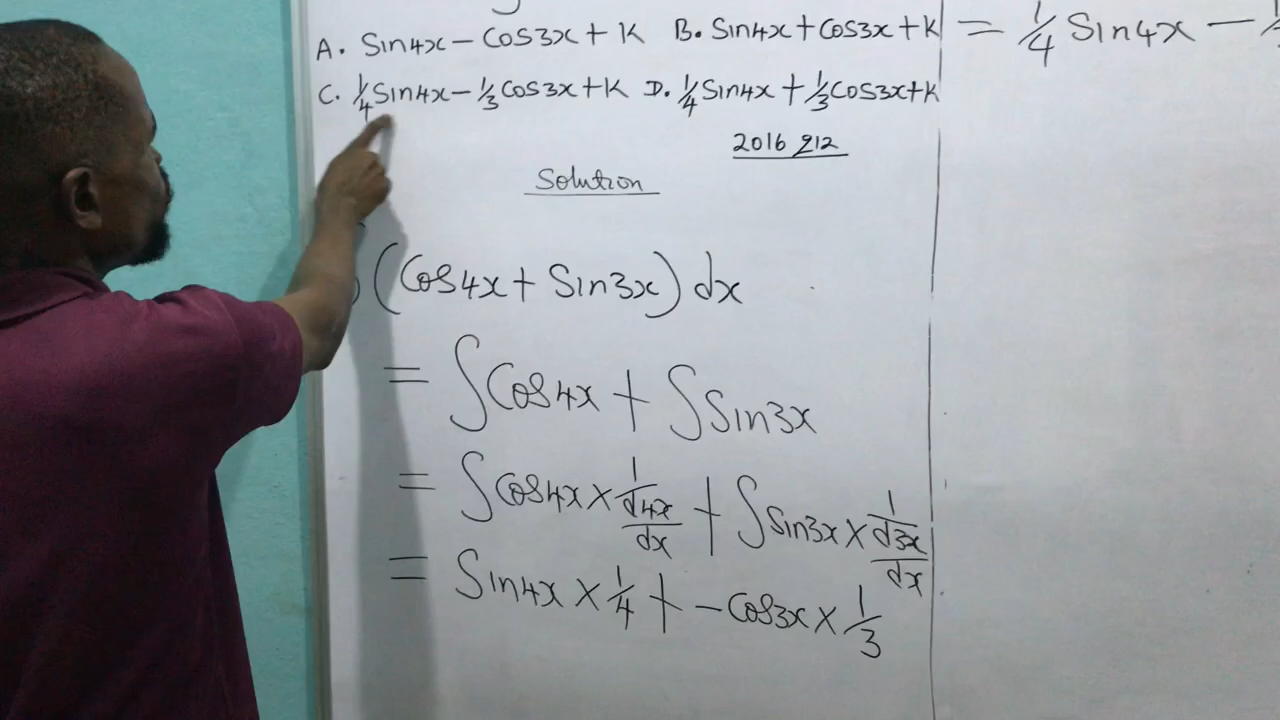 A. Sin4x - Cos3x + K B. Sin4x + Cos3x + K
C. 1/4 Sin4x - 1/3 Cos3x + K D. 1/4 Sin4x + 1/3 Cos3x + K
2016 Q12
Solution
(Cos4x + Sin3x) dx
= ∫Cos4x + ∫Sin3x
= ∫Cos4x × 1/(d4x/dx) + ∫Sin3x × 1/(d3x/dx)
= Sin4x × 1/4 + - Cos3x × 1/3
= 1/4 Sin4x -